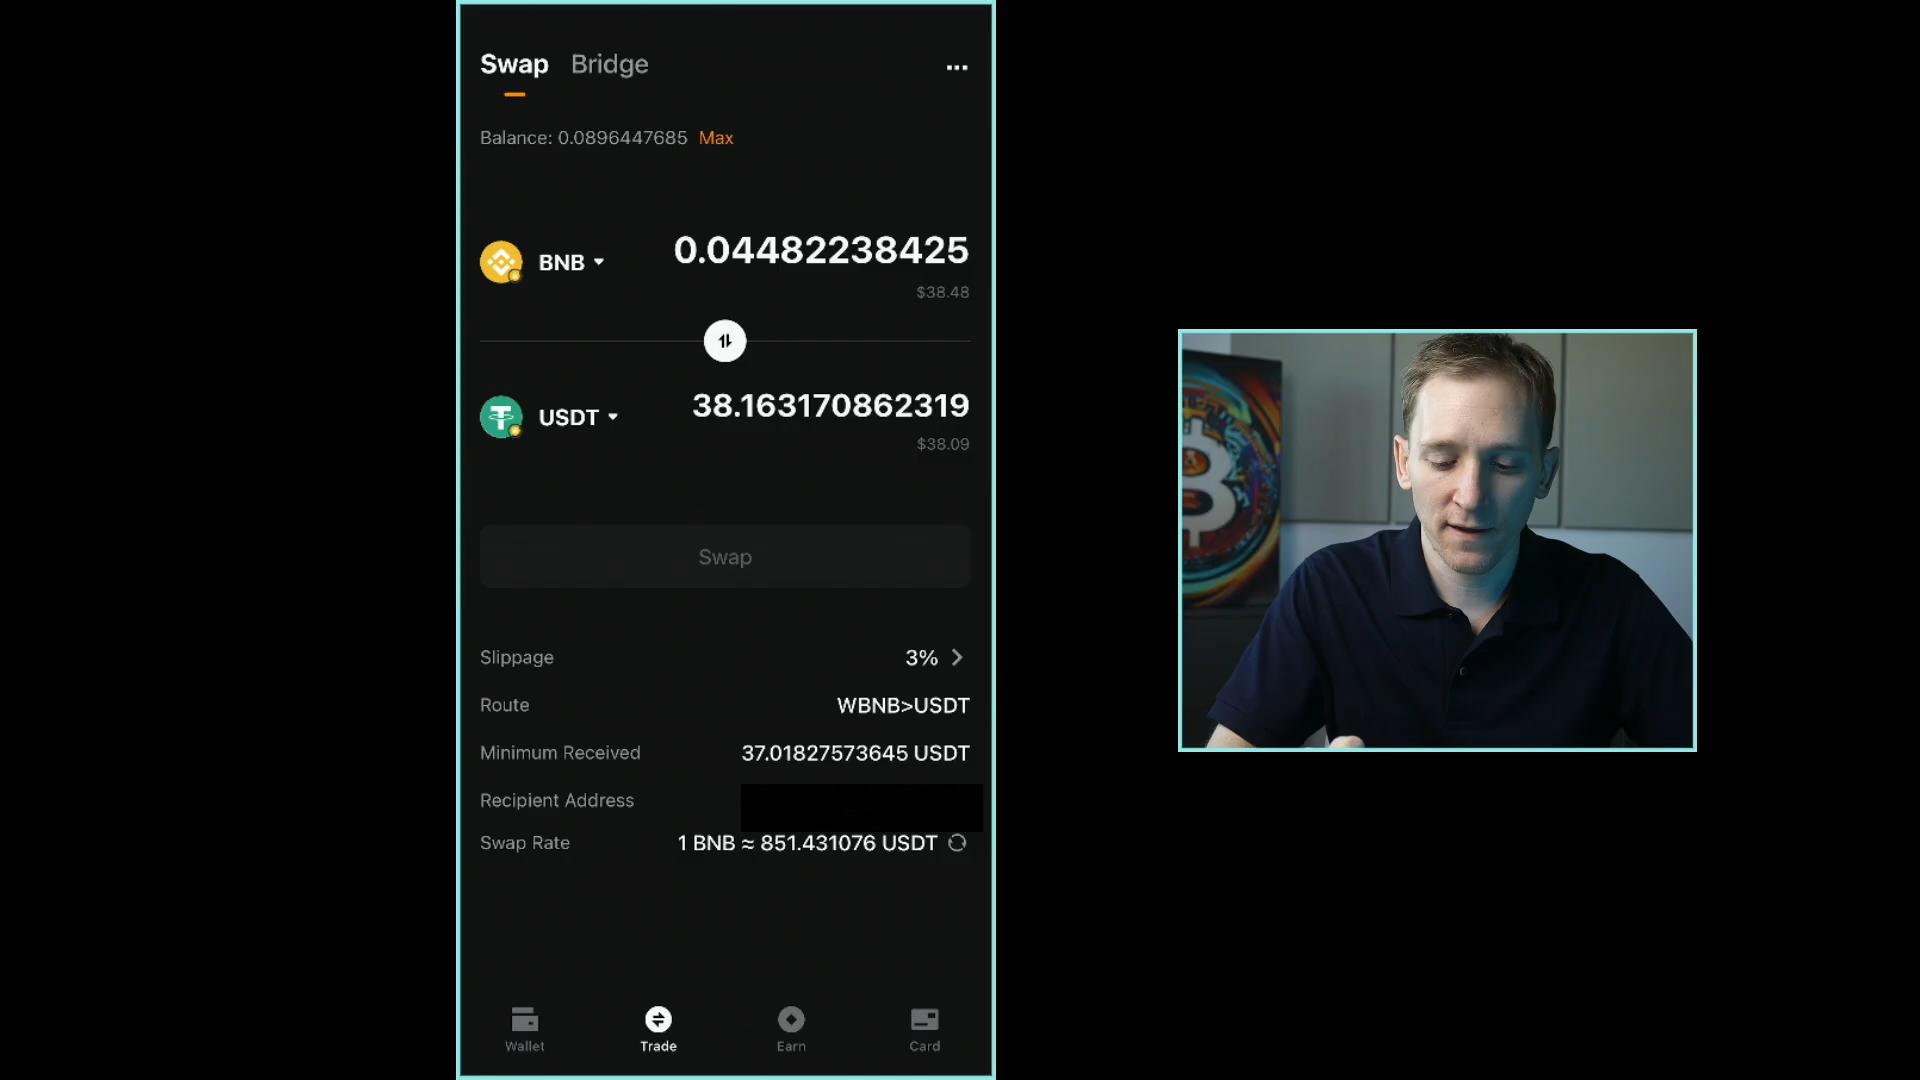 Swap Bridge ...
Balance: 0.0896447685 Max
BNB 0.04482238425
$38.48
USDT 38.163170862319
$38.09
Swap
Slippage 3%
Route WBNB>USDT
Minimum Received 37.01827573645 USDT
Recipient Address
Swap Rate 1 BNB ≈ 851.431076 USDT
Wallet Trade Earn Card